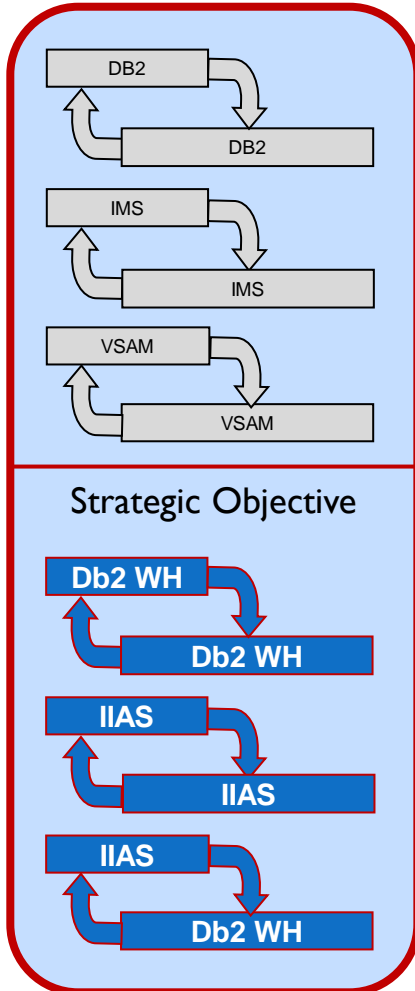 DB2
DB2
IMS
IMS
VSAM
VSAM
Strategic Objective
Db2 WH
Db2 WH
IIAS
IIAS
IIAS
Db2 WH